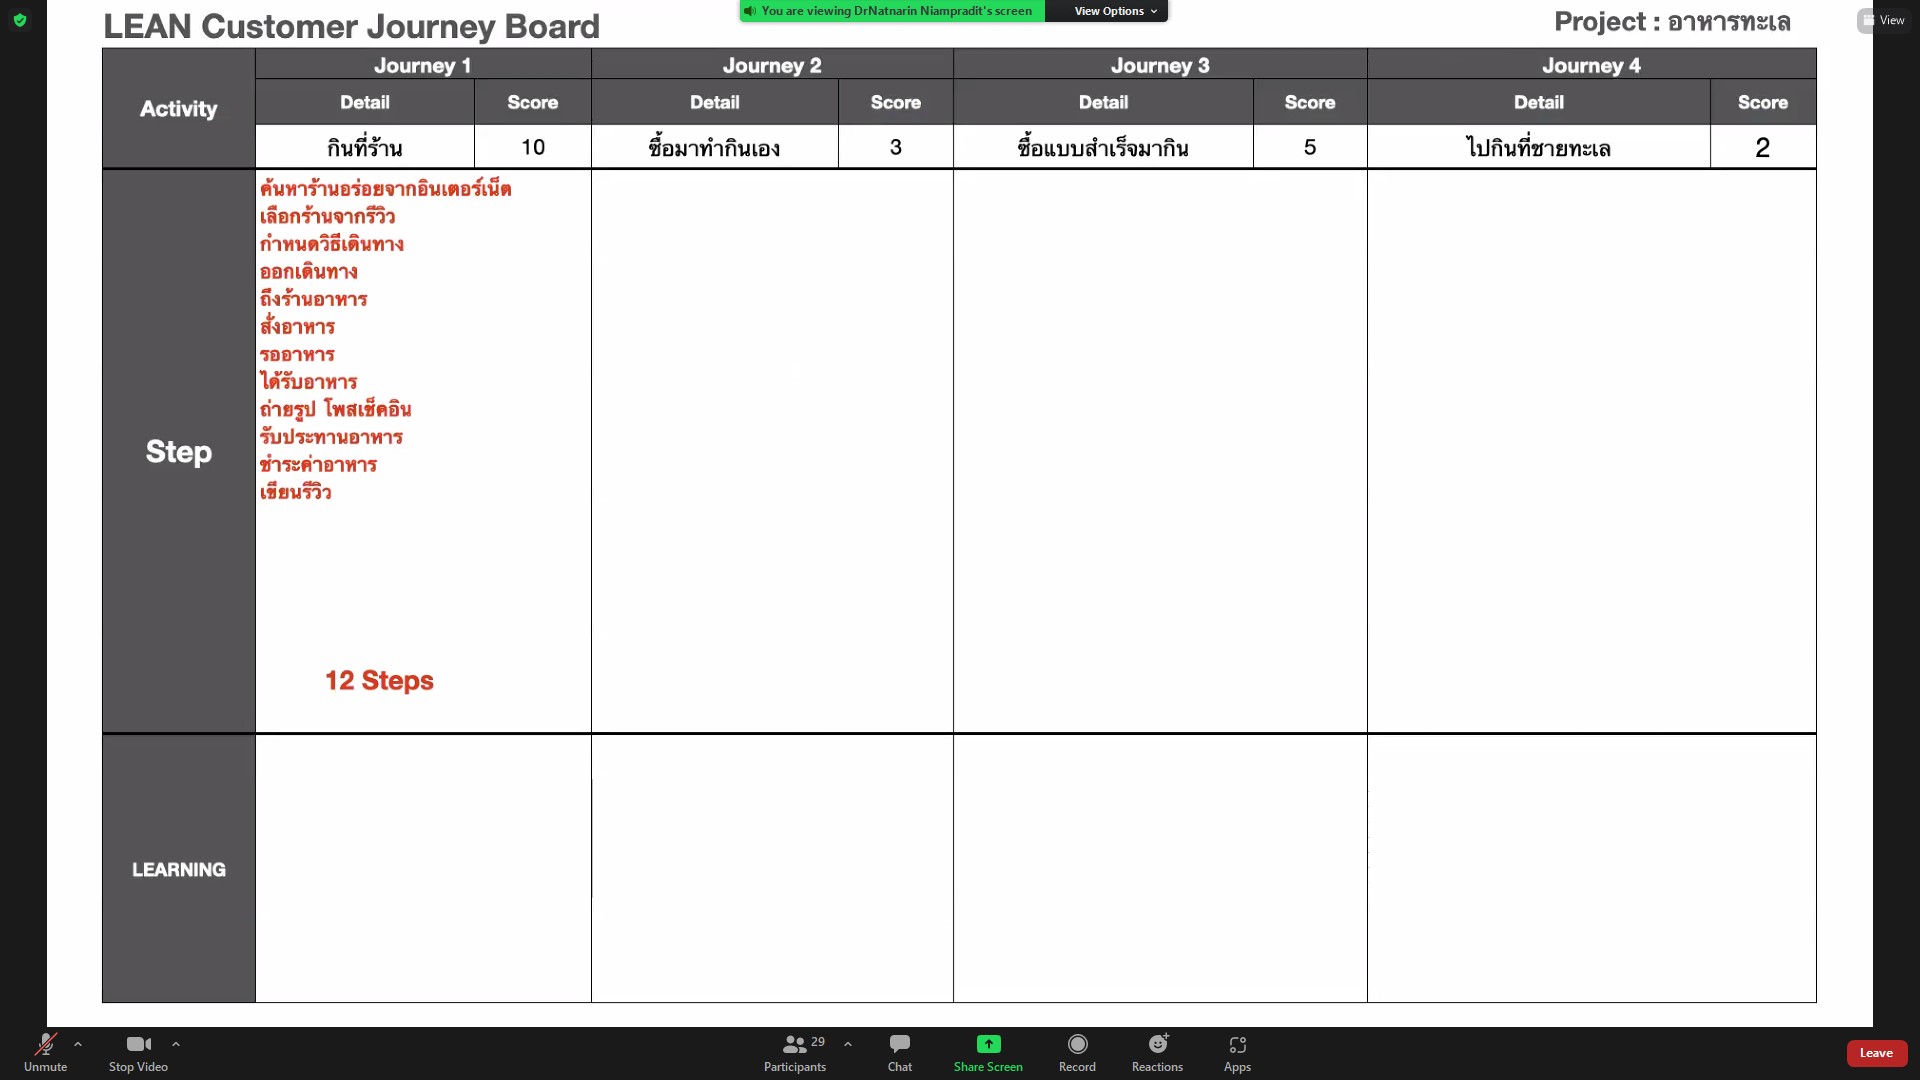 You are viewing DrNatnarin Niampradit's screen
View Options
View
LEAN Customer Journey Board
Project : อาหารทะเล
Activity
Journey 1
Journey 2
Journey 3
Journey 4
Detail
Score
Detail
Score
Detail
Score
Detail
Score
กินที่ร้าน
10
ซื้อมาทำกินเอง
3
ซื้อแบบสำเร็จมากิน
5
ไปกินที่ชายทะเล
2
Step
ค้นหาร้านอร่อยจากอินเตอร์เน็ต
เลือกร้านจากรีวิว
กำหนดวิธีเดินทาง
ออกเดินทาง
ถึงร้านอาหาร
สั่งอาหาร
รออาหาร
ได้รับอาหาร
ถ่ายรูป โพสเช็คอิน
รับประทานอาหาร
ชำระค่าอาหาร
เขียนรีวิว
12 Steps
LEARNING
Unmute
Stop Video
29
Participants
Chat
Share Screen
Record
Reactions
Apps
Leave